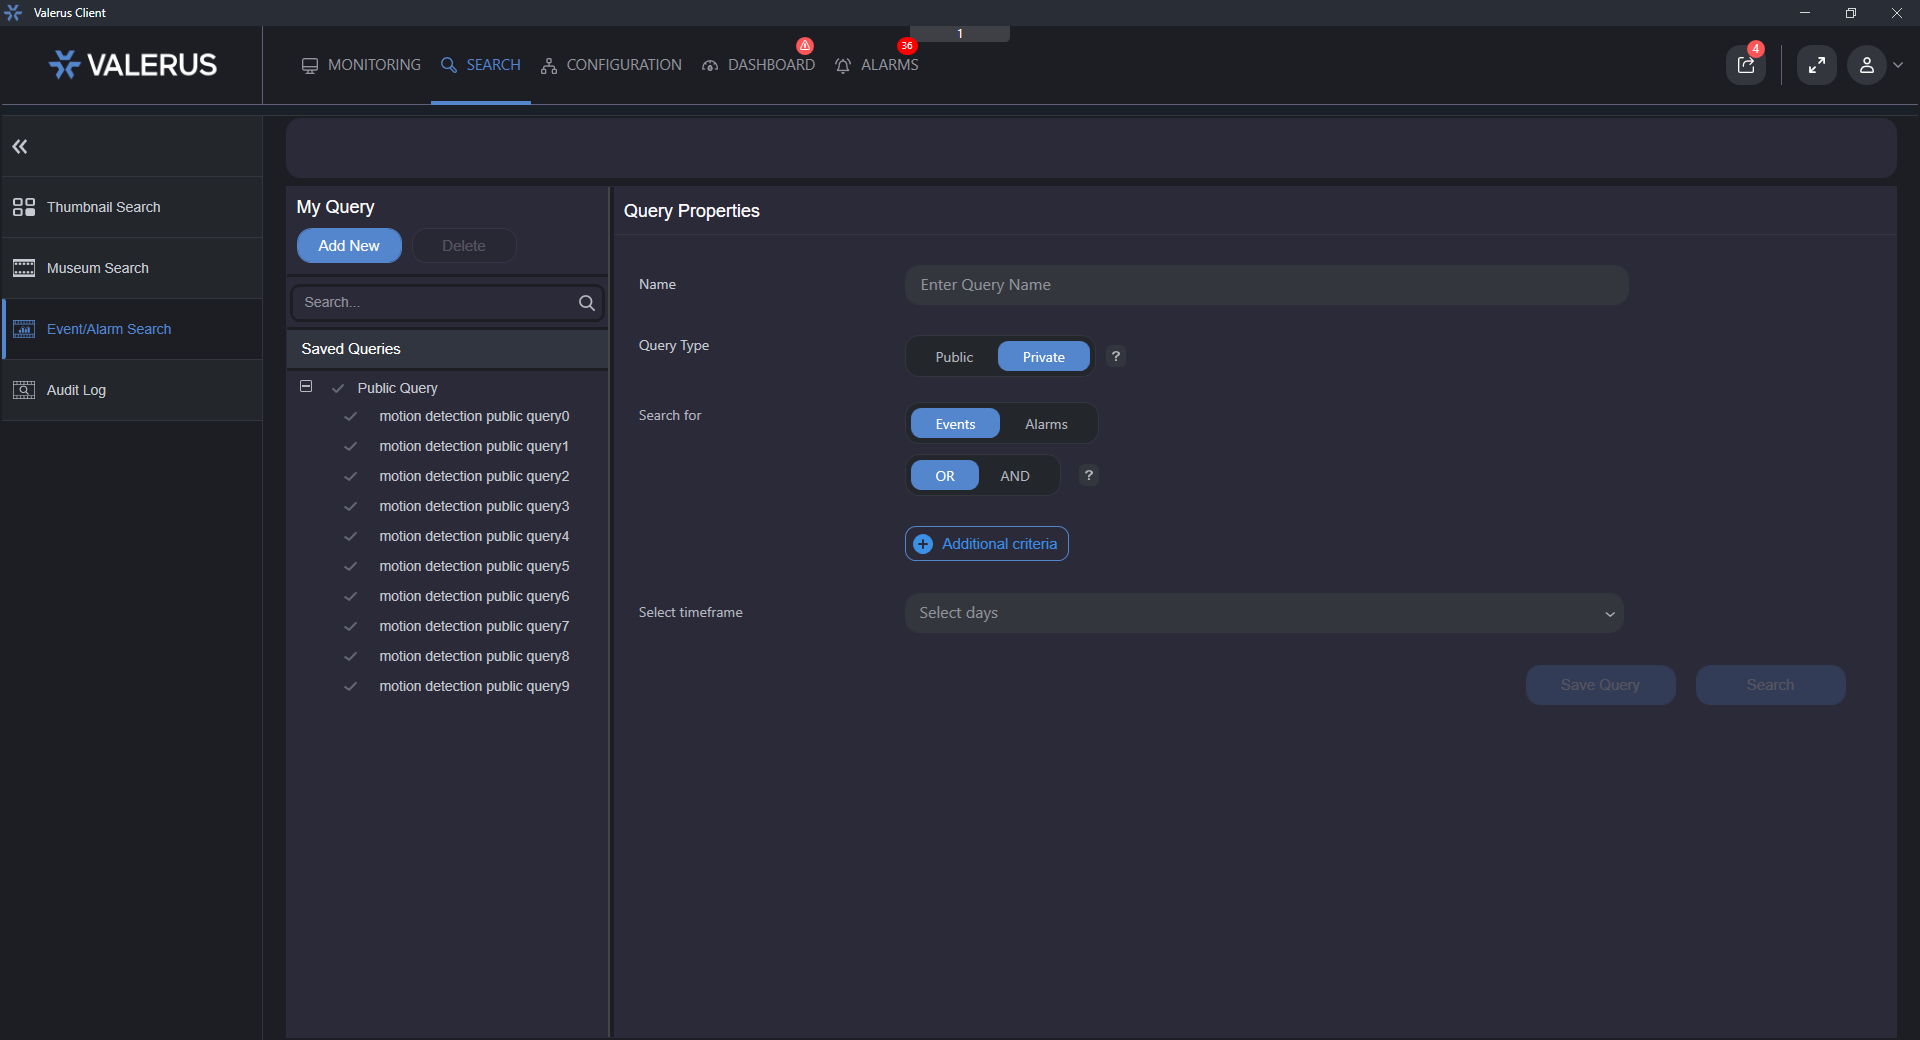 Valerus Client
1
VALERUS
MONITORING
SEARCH
CONFIGURATION
DASHBOARD
36
ALARMS
4
Thumbnail Search
Museum Search
Event/Alarm Search
Audit Log
My Query
Add New
Delete
Search...
Saved Queries
Public Query
motion detection public query0
motion detection public query1
motion detection public query2
motion detection public query3
motion detection public query4
motion detection public query5
motion detection public query6
motion detection public query7
motion detection public query8
motion detection public query9
Query Properties
Name
Enter Query Name
Query Type
Public
Private
?
Search for
Events
Alarms
OR
AND
?
Additional criteria
Select timeframe
Select days
Save Query
Search